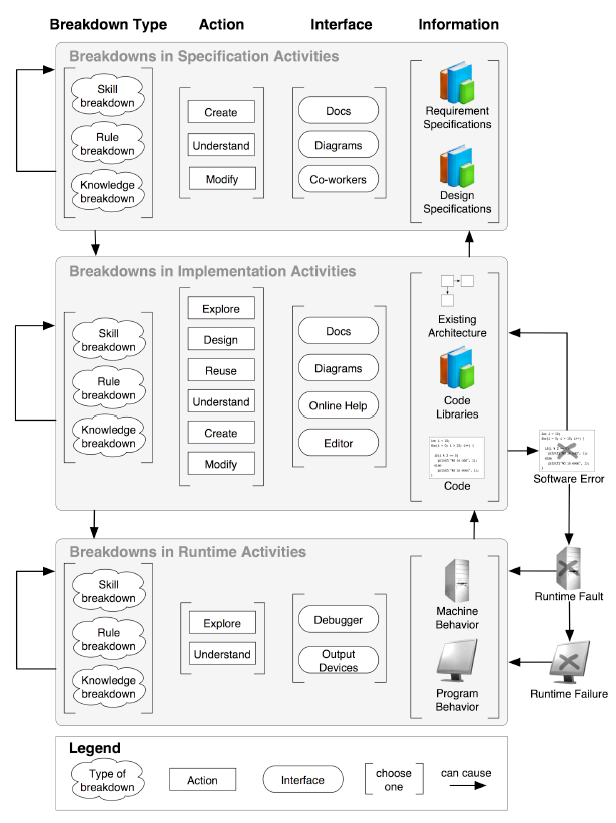 Breakdown Type Action Interface Information
Breakdowns in Specification Activities
Skill
breakdown
Rule
breakdown
Knowledge
breakdown
Create
Understand
Modify
Docs
Diagrams
Co-workers
Requirement
Specifications
Design
Specifications
Breakdowns in Implementation Activities
Skill
breakdown
Rule
breakdown
Knowledge
breakdown
Explore
Design
Reuse
Understand
Create
Modify
Docs
Diagrams
Online Help
Editor
Existing
Architecture
Code
Libraries
Code
Software Error
Breakdowns in Runtime Activities
Skill
breakdown
Rule
breakdown
Knowledge
breakdown
Explore
Understand
Debugger
Output
Devices
Machine
Behavior
Program
Behavior
Runtime Fault
Runtime Failure
Legend
Type of
breakdown
Action
Interface
choose
one
can cause